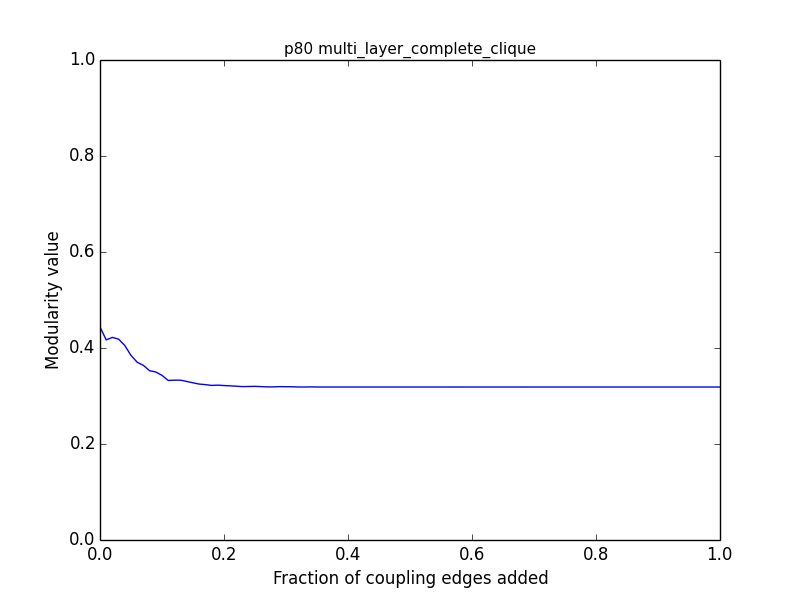 p80 multi_layer_complete_clique
1.0
0.8
0.6
0.4
0.2
0.0
Modularity value
0.0 0.2 0.4 0.6 0.8 1.0
Fraction of coupling edges added